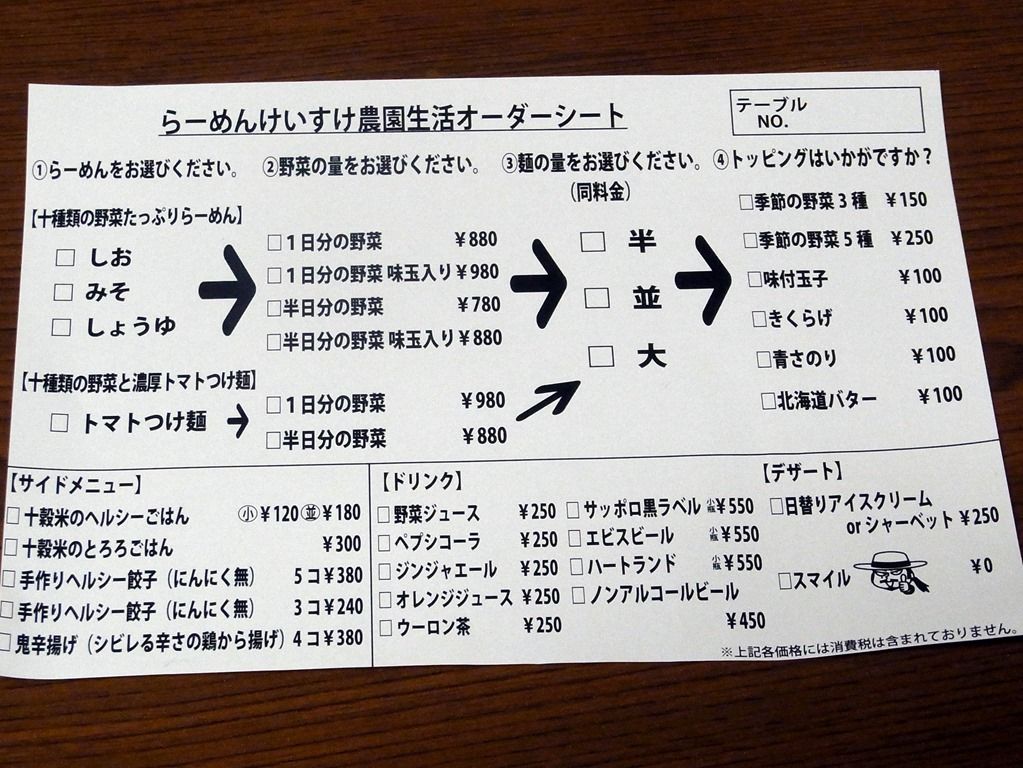 らーめんけいすけ農園生活オーダーシート
テーブル
NO.
①らーめんをお選びください。
【十種類の野菜たっぷりらーめん】
□ しお
□ みそ
□ しょうゆ
【十種類の野菜と濃厚トマトつけ麺】
□ トマトつけ麺
②野菜の量をお選びください。
□1日分の野菜 ¥880
□1日分の野菜 味玉入り¥980
□半日分の野菜 ¥780
□半日分の野菜 味玉入り¥880
□1日分の野菜 ¥980
□半日分の野菜 ¥880
③麺の量をお選びください。
(同料金)
□ 半
□ 並
□ 大
④トッピングはいかがですか？
□季節の野菜3種 ¥150
□季節の野菜5種 ¥250
□味付玉子 ¥100
□きくらげ ¥100
□青さのり ¥100
□北海道バター ¥100
【サイドメニュー】
□十穀米のヘルシーごはん ㊙小¥120 並¥180
□十穀米のとろろごはん ¥300
□手作りヘルシー餃子（にんにく無） 5コ¥380
□手作りヘルシー餃子（にんにく無） 3コ¥240
□鬼辛揚げ（シビレる辛さの鶏から揚げ）4コ¥380
【ドリンク】
□野菜ジュース ¥250
□ペプシコーラ ¥250
□ジンジャエール ¥250
□オレンジジュース ¥250
□ウーロン茶 ¥250
□サッポロ黒ラベル 小瓶¥550
□エビスビール 小瓶¥550
□ハートランド 小瓶¥550
□ノンアルコールビール
¥450
【デザート】
□日替りアイスクリーム
orシャーベット ¥250
□スマイル ¥0
※上記各価格には消費税は含まれておりません。